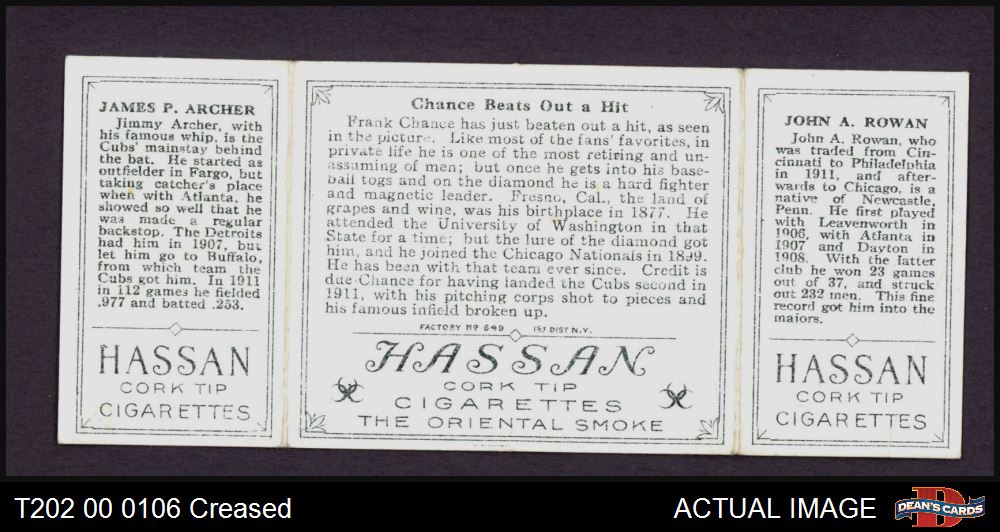 JAMES P. ARCHER
Jimmy Archer, with
his famous whip, is the
Cubs' mainstay behind
the bat. He started as
outfielder in Fargo, but
taking catcher's place
when with Atlanta, he
showed so well that he
was made a regular
backstop. The Detroits
had him in 1907, but
let him go to Buffalo,
from which team the
Cubs got him. In 1911
in 112 games he fielded
.977 and batted .253.
HASSAN
CORK TIP
CIGARETTES
Chance Beats Out a Hit
Frank Chance has just beaten out a hit, as seen
in the picture. Like most of the fans' favorites, in
private life he is one of the most retiring and un-
assuming of men; but once he gets into his base-
ball togs and on the diamond he is a hard fighter
and magnetic leader. Fresno, Cal., the land of
grapes and wine, was his birthplace in 1877. He
attended the University of Washington in that
State for a time; but the lure of the diamond got
him, and he joined the Chicago Nationals in 1899.
He has been with that team ever since. Credit is
due Chance for having landed the Cubs second in
1911, with his pitching corps shot to pieces and
his famous infield broken up.
FACTORY Nº 649 1ST DIST N.Y.
HASSAN
CORK TIP
CIGARETTES
THE ORIENTAL SMOKE
JOHN A. ROWAN
John A. Rowan, who
was traded from Cin-
cinnati to Philadelphia
in 1911, and after-
wards to Chicago, is a
native of Newcastle,
Penn. He first played
with Leavenworth in
1906, with Atlanta in
1907 and Dayton in
1908. With the latter
club he won 23 games
out of 37, and struck
out 232 men. This fine
record got him into the
majors.
HASSAN
CORK TIP
CIGARETTES
T202 00 0106 Creased
ACTUAL IMAGE
DEAN'S CARDS